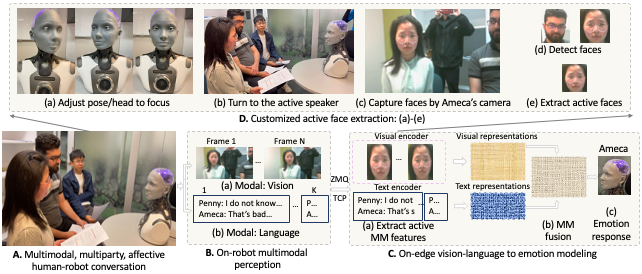 (a) Adjust pose/head to focus
(b) Turn to the active speaker
(c) Capture faces by Ameca's camera
(d) Detect faces
(e) Extract active faces
D. Customized active face extraction: (a)-(e)
Frame 1
Frame N
...
(a) Modal: Vision
1
K
Penny: I do not know...
Ameca: That's bad...
...
P...
A...
(b) Modal: Language
ZMQ
TCP
Visual encoder
...
Text encoder
Penny: I do not
Ameca: That's s
...
P...
A...
(a) Extract active
MM features
Visual representations
Text representations
(b) MM
fusion
Ameca
(c)
Emotion
response
A. Multimodal, multiparty, affective
human-robot conversation
B. On-robot multimodal
perception
C. On-edge vision-language to emotion modeling